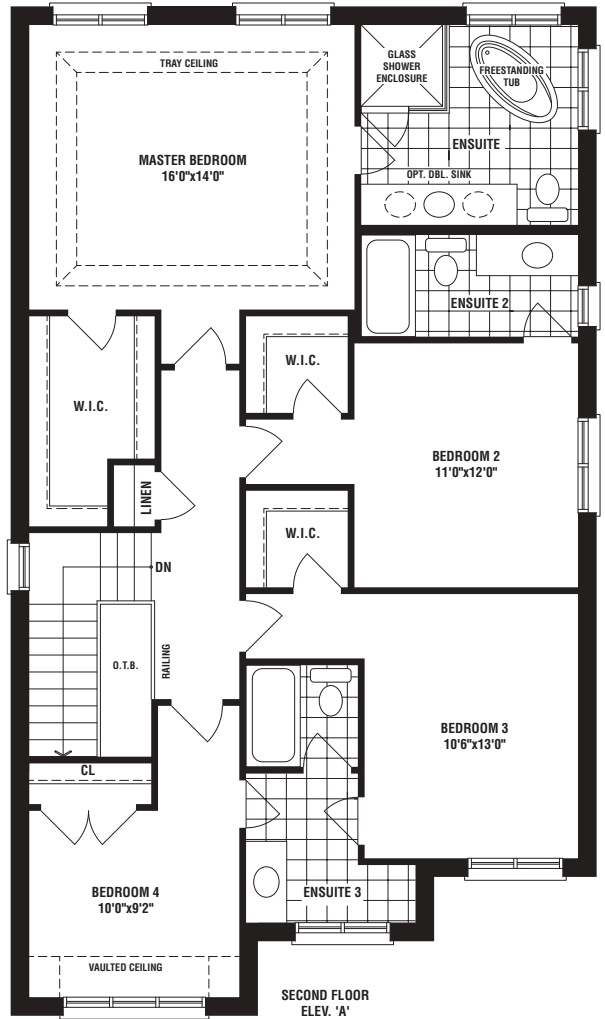 TRAY CEILING
MASTER BEDROOM
16'0"x14'0"
GLASS
SHOWER
ENCLOSURE
FREESTANDING
TUB
ENSUITE
OPT. DBL. SINK
ENSUITE 2
W.I.C.
W.I.C.
BEDROOM 2
11'0"x12'0"
LINEN
W.I.C.
DN
O.T.B.
RAILING
BEDROOM 3
10'6"x13'0"
CL
BEDROOM 4
10'0"x9'2"
ENSUITE 3
VAULTED CEILING
SECOND FLOOR
ELEV. 'A'